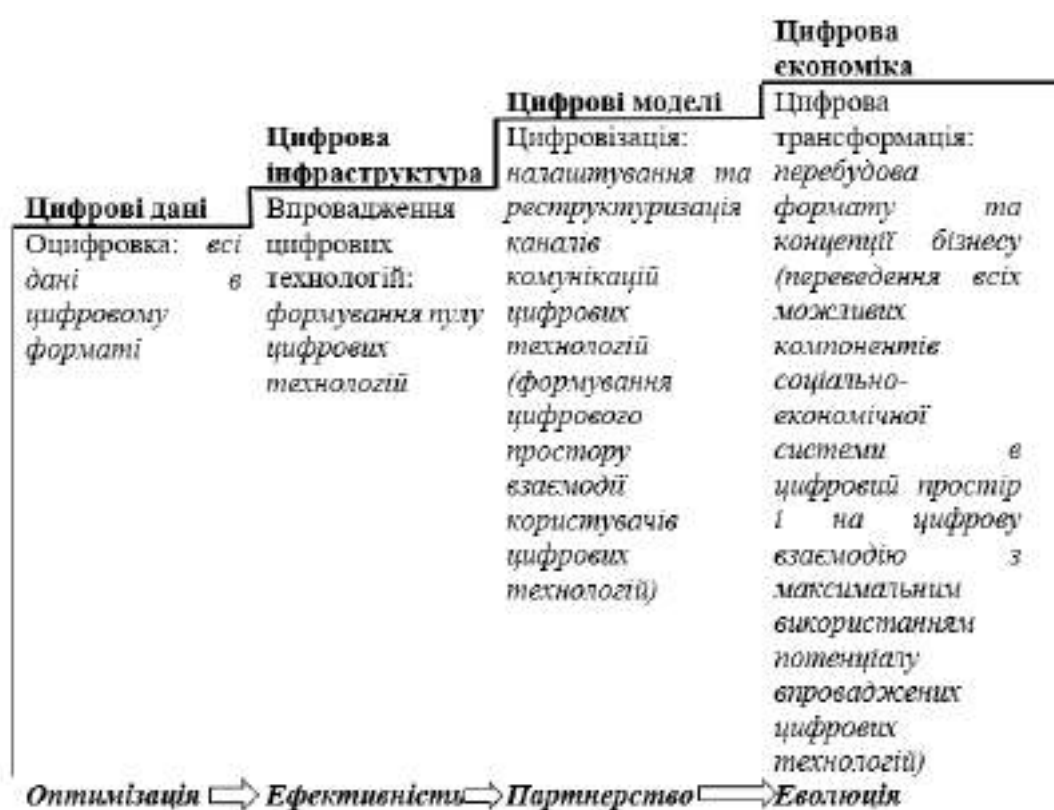 Цифрові дані
Оцифровка: всі
дані в
цифровому
форматі
Цифрова
інфраструктура
Впровадження
цифрових
технологій:
формування пулу
цифрових
технологій
Цифрові моделі
Цифровізація:
налаштування та
реструктуризація
каналів
комунікацій
цифрових
технологій
(формування
цифрового
простору
взаємодії
користувачів
цифрових
технологій)
Цифрова
економіка
Цифрова
трансформація:
перебудова
формату та
концепції бізнесу
(переведення всіх
можливих
компонентів
соціально-
економічної
системи в
цифровий простір
і на цифрову
взаємодію з
максимальним
використанням
потенціалу
впроваджених
цифрових
технологій)
Оптимізація Ефективність Партнерство Еволюція